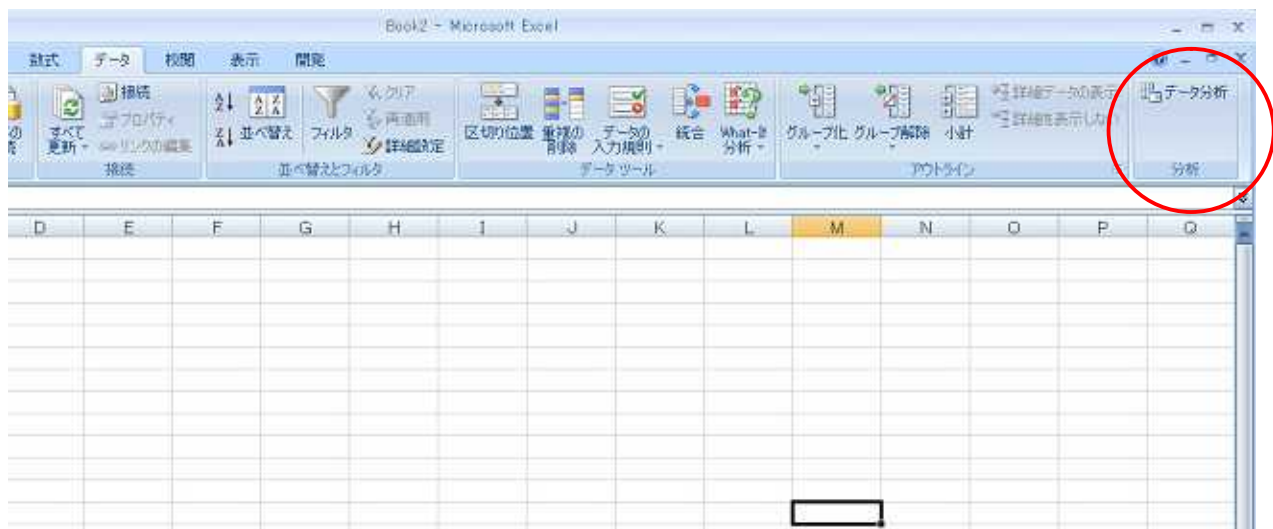 Book2 - Microsoft Excel
数式 データ 校閲 表示 開発
すべて更新
接続
プロパティ
リンクの編集
接続
並べ替え
フィルタ
クリア
再適用
詳細設定
並べ替えとフィルタ
区切り位置
重複の削除
データの入力規則
統合
What-If 分析
データ ツール
グループ化
グループ解除
小計
詳細データの表示
詳細を表示しない
アウトライン
データ分析
分析
D E F G H I J K L M N O P Q